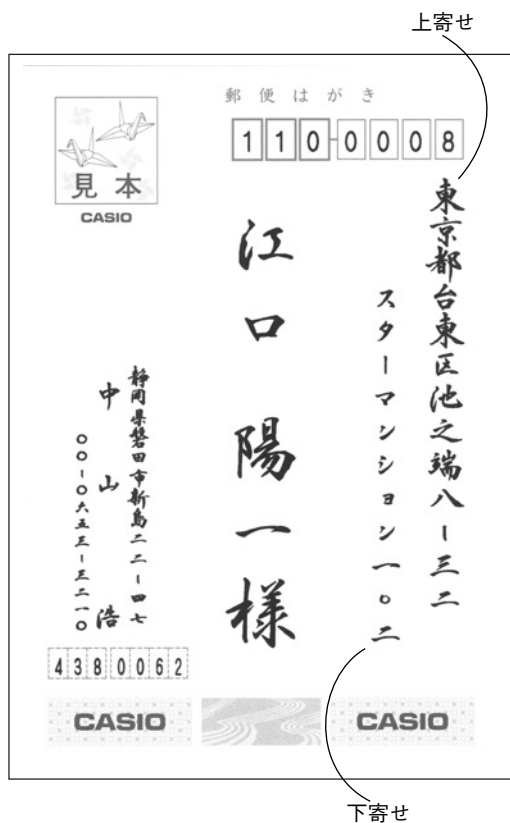 上寄せ
郵便はがき
110-0008
見本
CASIO
東京都台東区池之端八ー三二
スターマンション一〇二
江口陽一様
静岡県磐田市新島二二ー四七
中山浩
〇〇ー〇六五三ー三二一〇
4380062
CASIO
CASIO
下寄せ